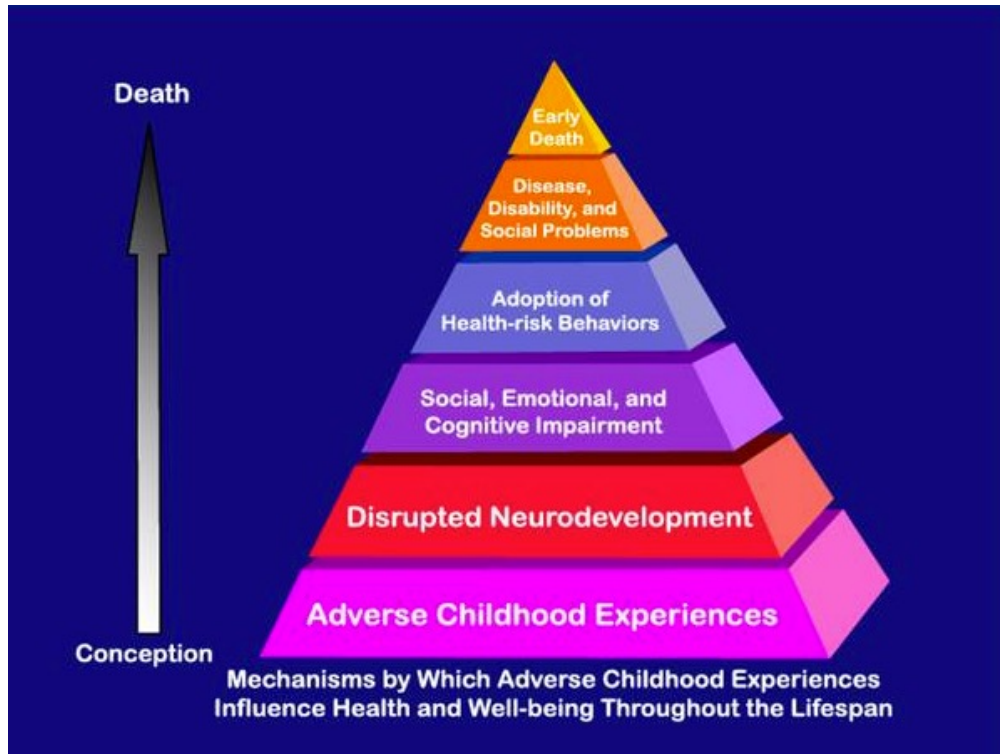 Death
Early
Death
Disease,
Disability, and
Social Problems
Adoption of
Health-risk Behaviors
Social, Emotional, and
Cognitive Impairment
Disrupted Neurodevelopment
Adverse Childhood Experiences
Conception
Mechanisms by Which Adverse Childhood Experiences
Influence Health and Well-being Throughout the Lifespan